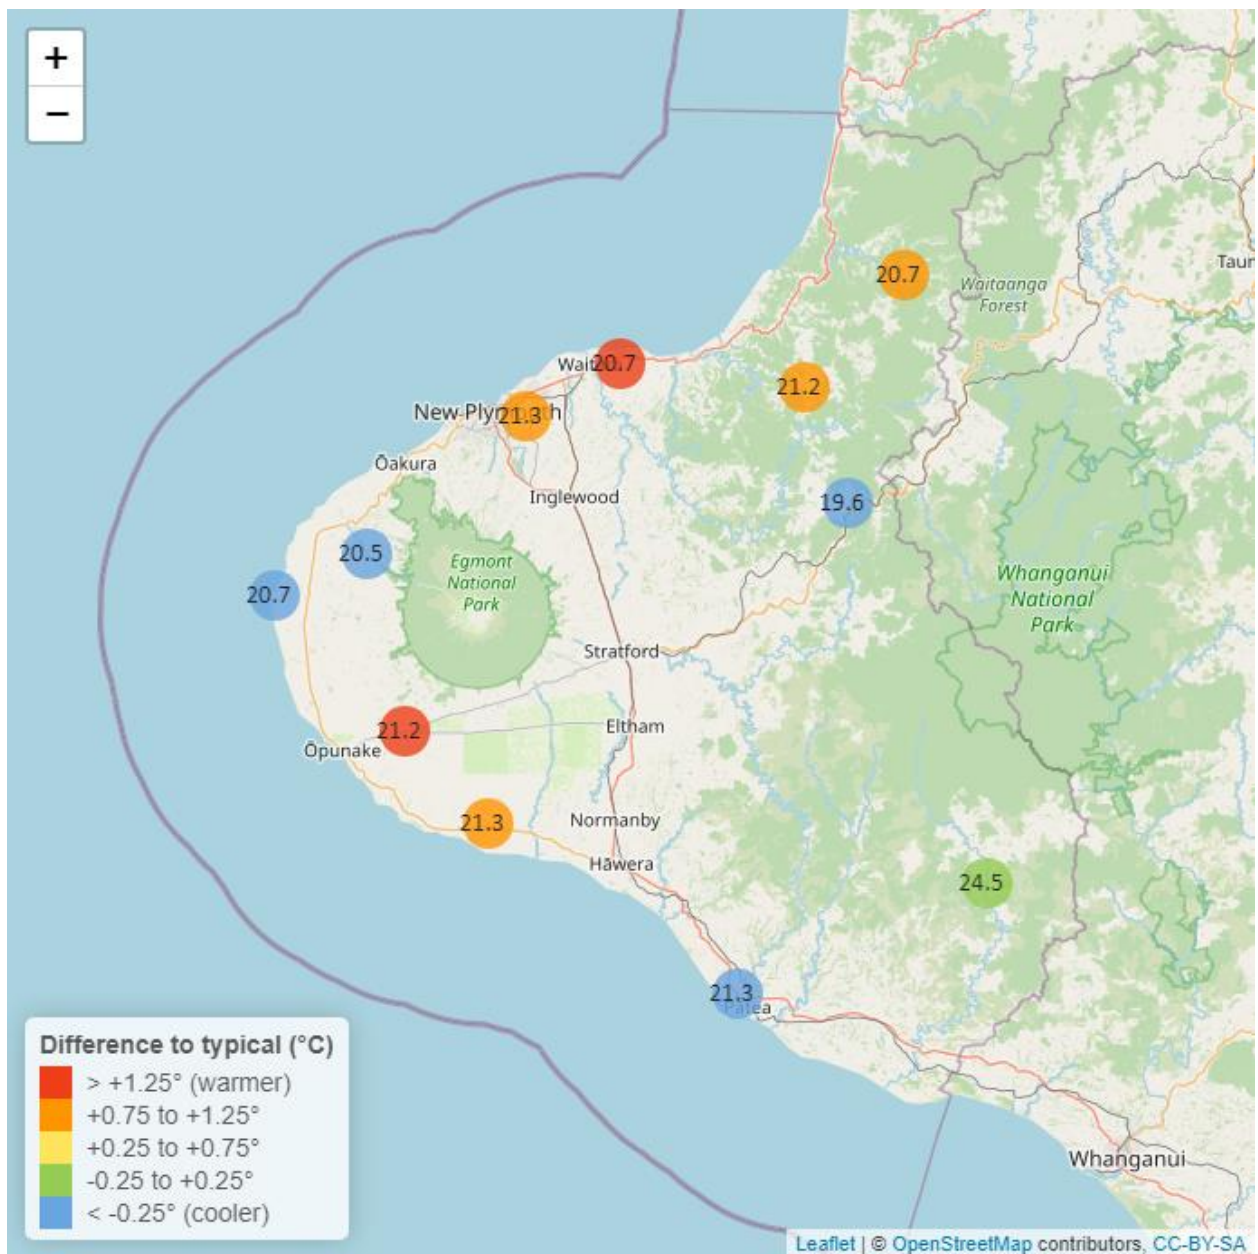 +
−
20.7
Waitaanga
Forest
Taur
20.7
21.2
New Plymouth
21.3
Ōakura
Inglewood
19.6
20.5
Egmont
National
Park
20.7
Whanganui
National
Park
Stratford
21.2
Eltham
Ōpunake
21.3
Normanby
Hāwera
24.5
21.3
Patea
Difference to typical (°C)
> +1.25° (warmer)
+0.75 to +1.25°
+0.25 to +0.75°
-0.25 to +0.25°
< -0.25° (cooler)
Whanganui
Leaflet | © OpenStreetMap contributors, CC-BY-SA